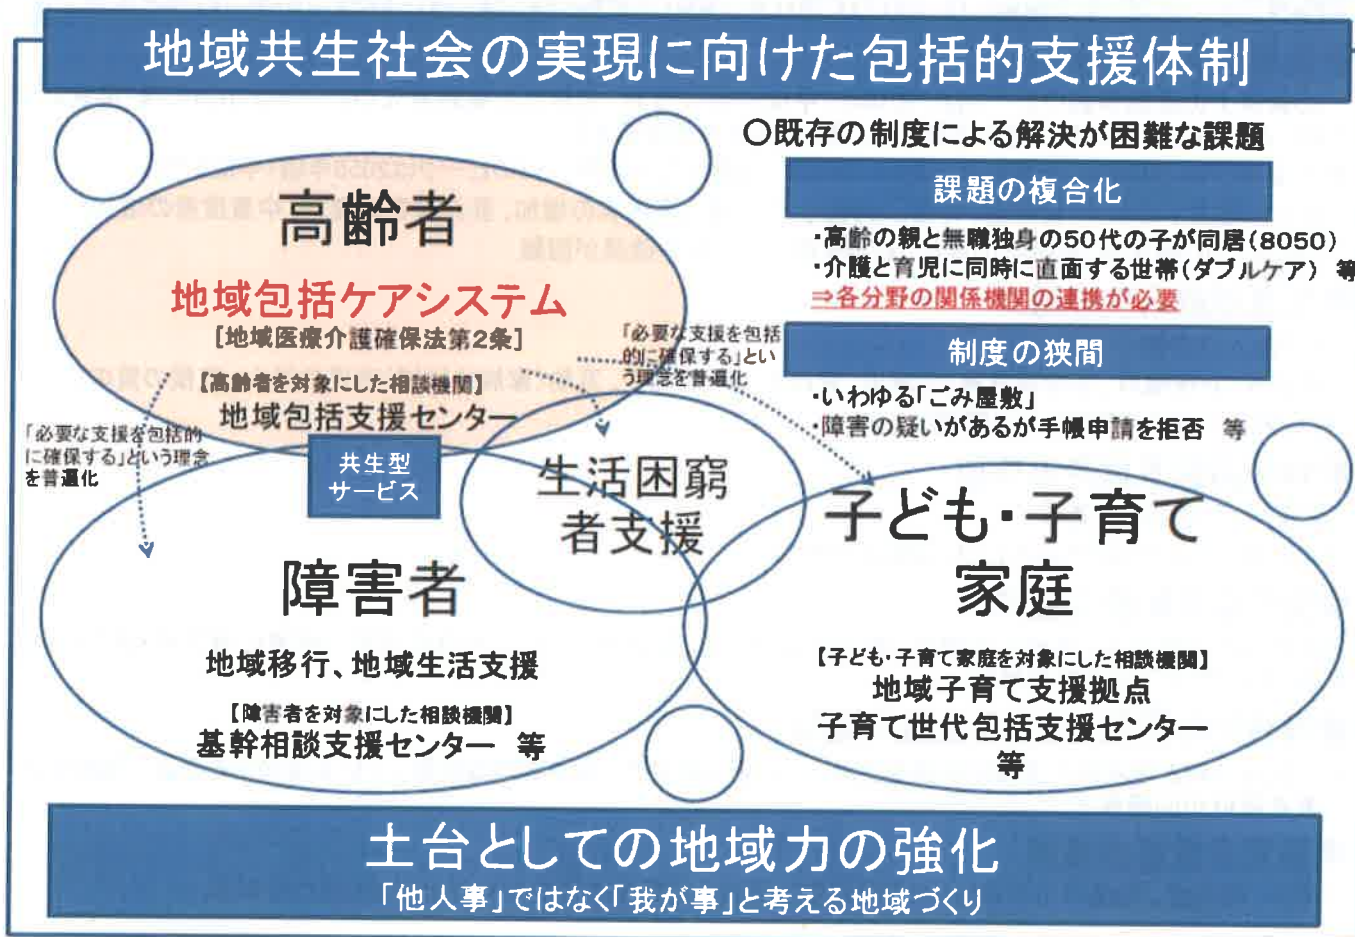 地域共生社会の実現に向けた包括的支援体制
〇既存の制度による解決が困難な課題
課題の複合化
・高齢の親と無職独身の50代の子が同居(8050)
・介護と育児に同時に直面する世帯(ダブルケア) 等
⇒各分野の関係機関の連携が必要
制度の狭間
・いわゆる「ごみ屋敷」
・障害の疑いがあるが手帳申請を拒否 等
高齢者
地域包括ケアシステム
[地域医療介護確保法第2条]
【高齢者を対象にした相談機関】
地域包括支援センター
「必要な支援を包括
的に確保する」とい
う理念を普遍化
「必要な支援を包括的
に確保する」という理念
を普遍化
共生型
サービス
生活困窮
者支援
障害者
地域移行、地域生活支援
【障害者を対象にした相談機関】
基幹相談支援センター 等
子ども・子育て
家庭
【子ども・子育て家庭を対象にした相談機関】
地域子育て支援拠点
子育て世代包括支援センター
等
土台としての地域力の強化
「他人事」ではなく「我が事」と考える地域づくり